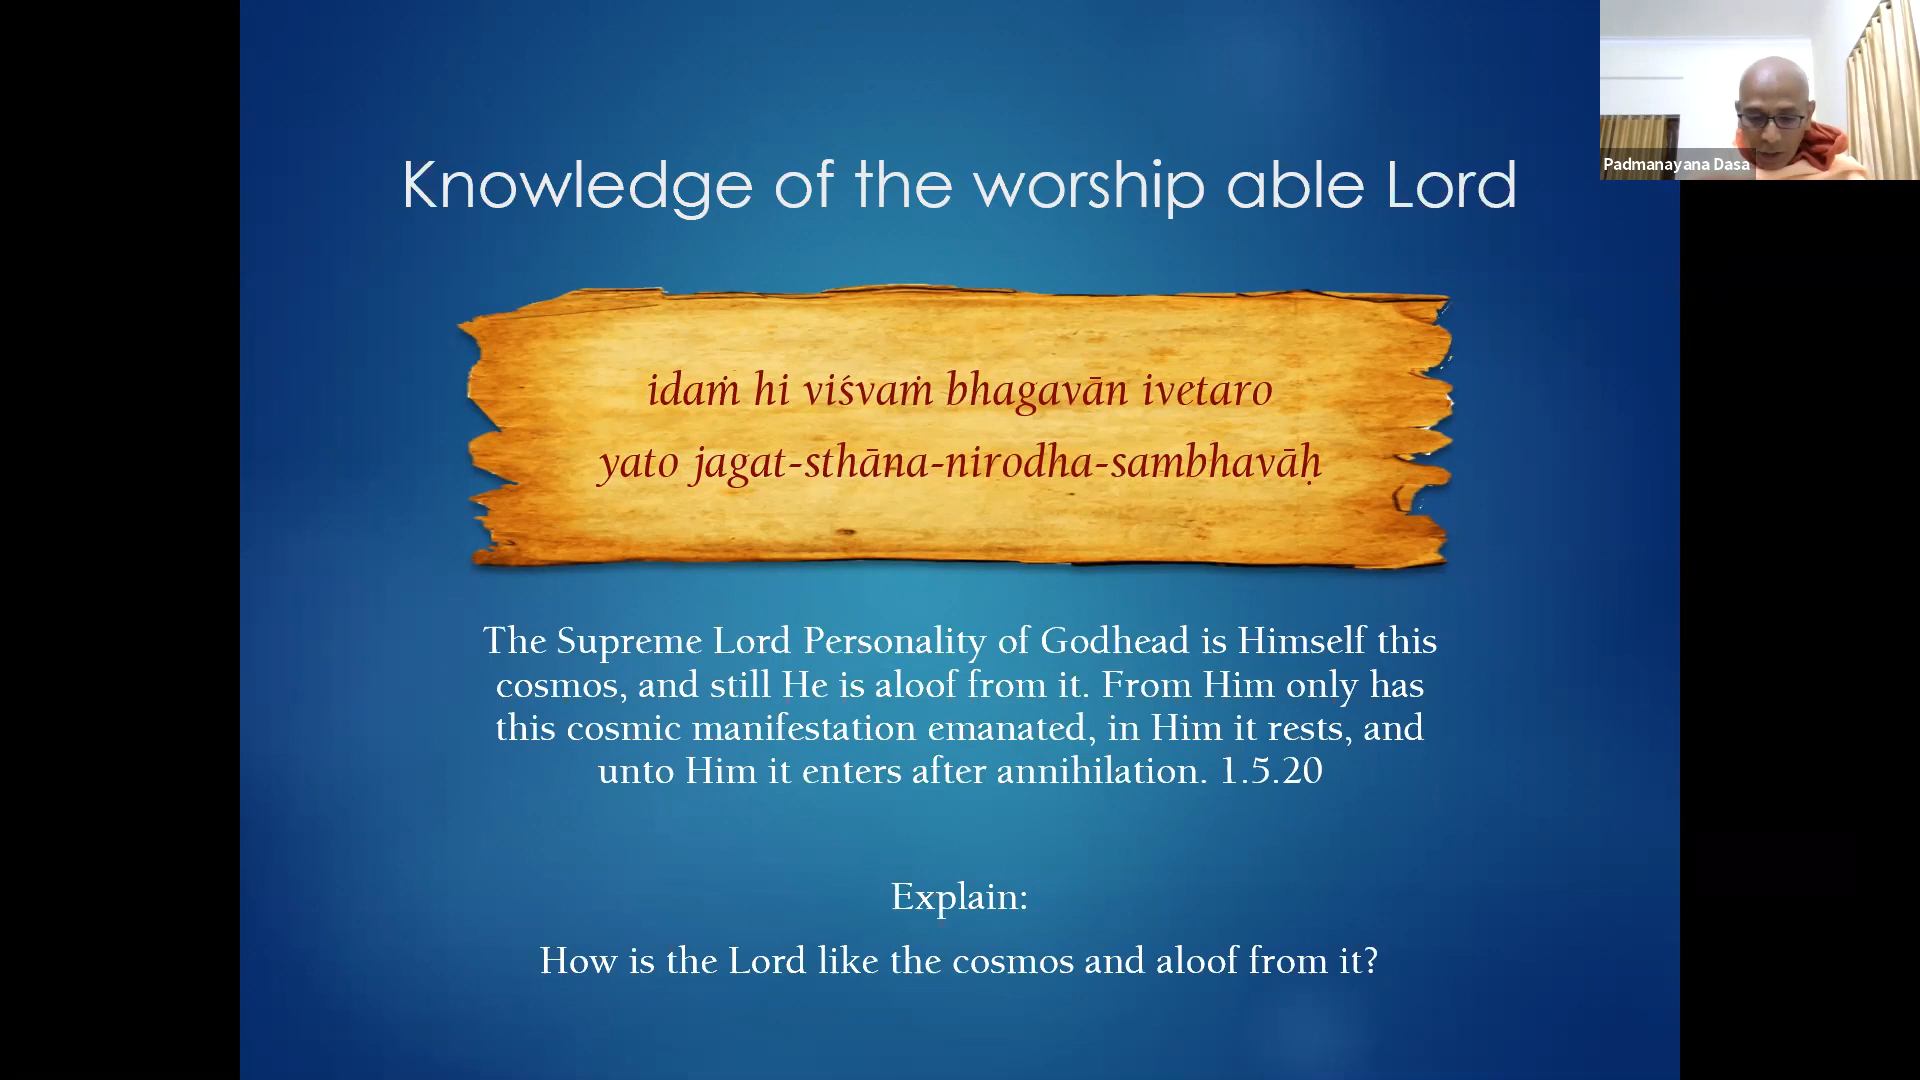 Knowledge of the worship able Lord
Padmanayana Dasa
idaṁ hi viśvaṁ bhagavān ivetaro
yato jagat-sthāna-nirodha-sambhavāḥ
The Supreme Lord Personality of Godhead is Himself this
cosmos, and still He is aloof from it. From Him only has
this cosmic manifestation emanated, in Him it rests, and
unto Him it enters after annihilation. 1.5.20
Explain:
How is the Lord like the cosmos and aloof from it?